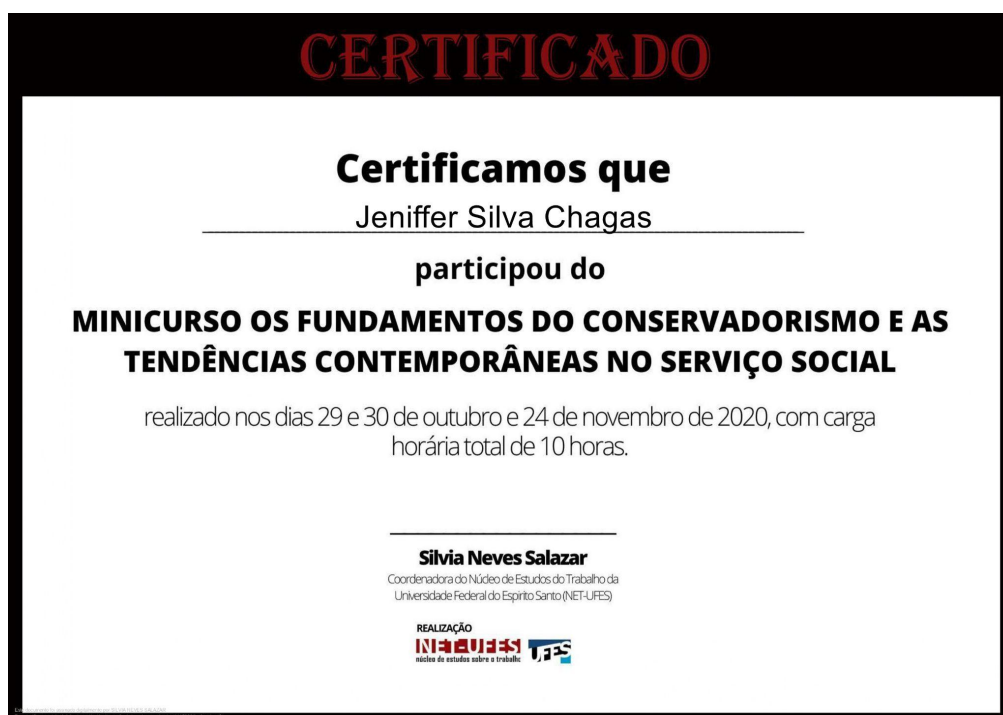 CERTIFICADO
Certificamos que
Jeniffer Silva Chagas
participou do
MINICURSO OS FUNDAMENTOS DO CONSERVADORISMO E AS
TENDÊNCIAS CONTEMPORÂNEAS NO SERVIÇO SOCIAL
realizado nos dias 29 e 30 de outubro e 24 de novembro de 2020, com carga
horária total de 10 horas.
Silvia Neves Salazar
Coordenadora do Núcleo de Estudos do Trabalho da
Universidade Federal do Espirito Santo (NET-UFES)
REALIZAÇÃO
NET-UFES UFES
núcleo de estudos sobre o trabalho